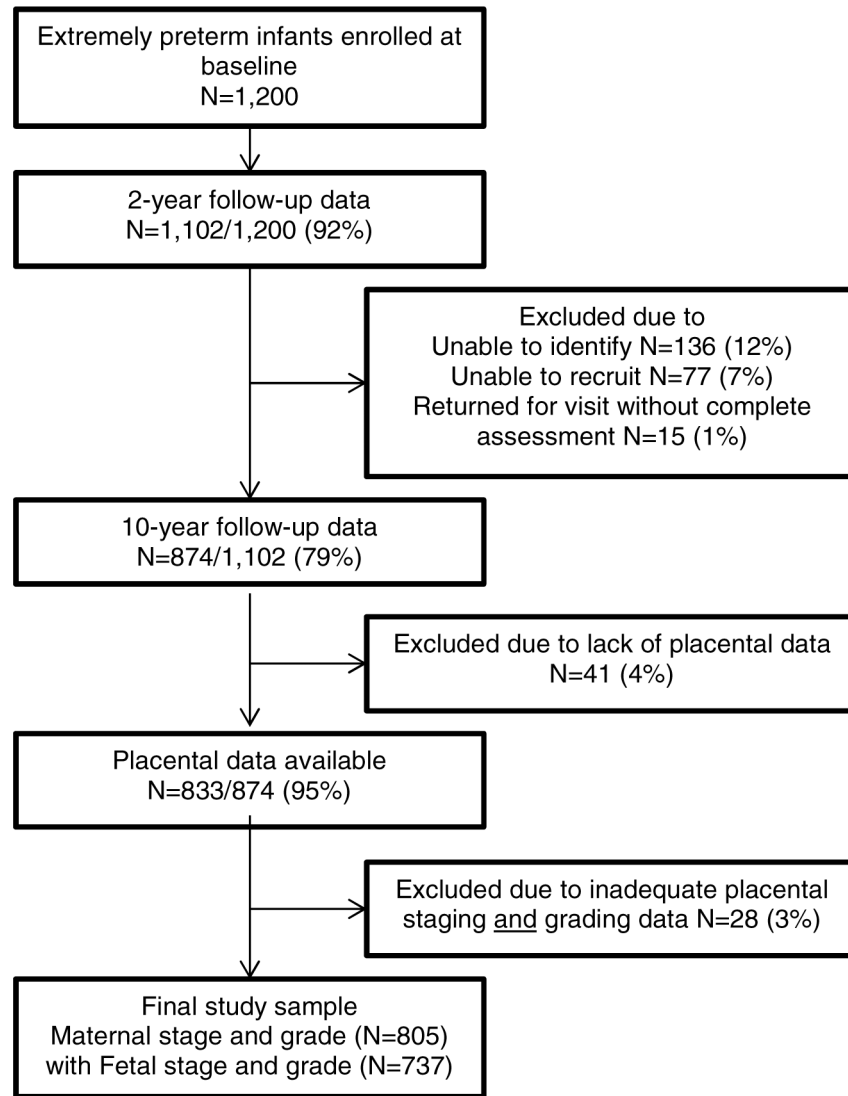 Extremely preterm infants enrolled at
baseline
N=1,200
2-year follow-up data
N=1,102/1,200 (92%)
Excluded due to
Unable to identify N=136 (12%)
Unable to recruit N=77 (7%)
Returned for visit without complete
assessment N=15 (1%)
10-year follow-up data
N=874/1,102 (79%)
Excluded due to lack of placental data
N=41 (4%)
Placental data available
N=833/874 (95%)
Excluded due to inadequate placental
staging and grading data N=28 (3%)
Final study sample
Maternal stage and grade (N=805)
with Fetal stage and grade (N=737)